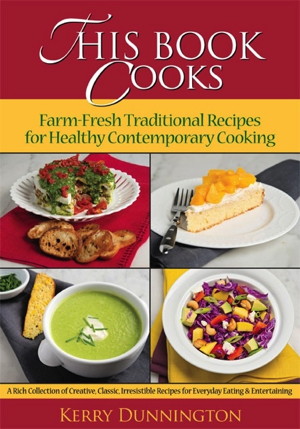 THIS BOOK
COOKS
Farm-Fresh Traditional Recipes
for Healthy Contemporary Cooking
A Rich Collection of Creative, Classic, Irresistible Recipes for Everyday Eating & Entertaining
KERRY DUNNINGTON